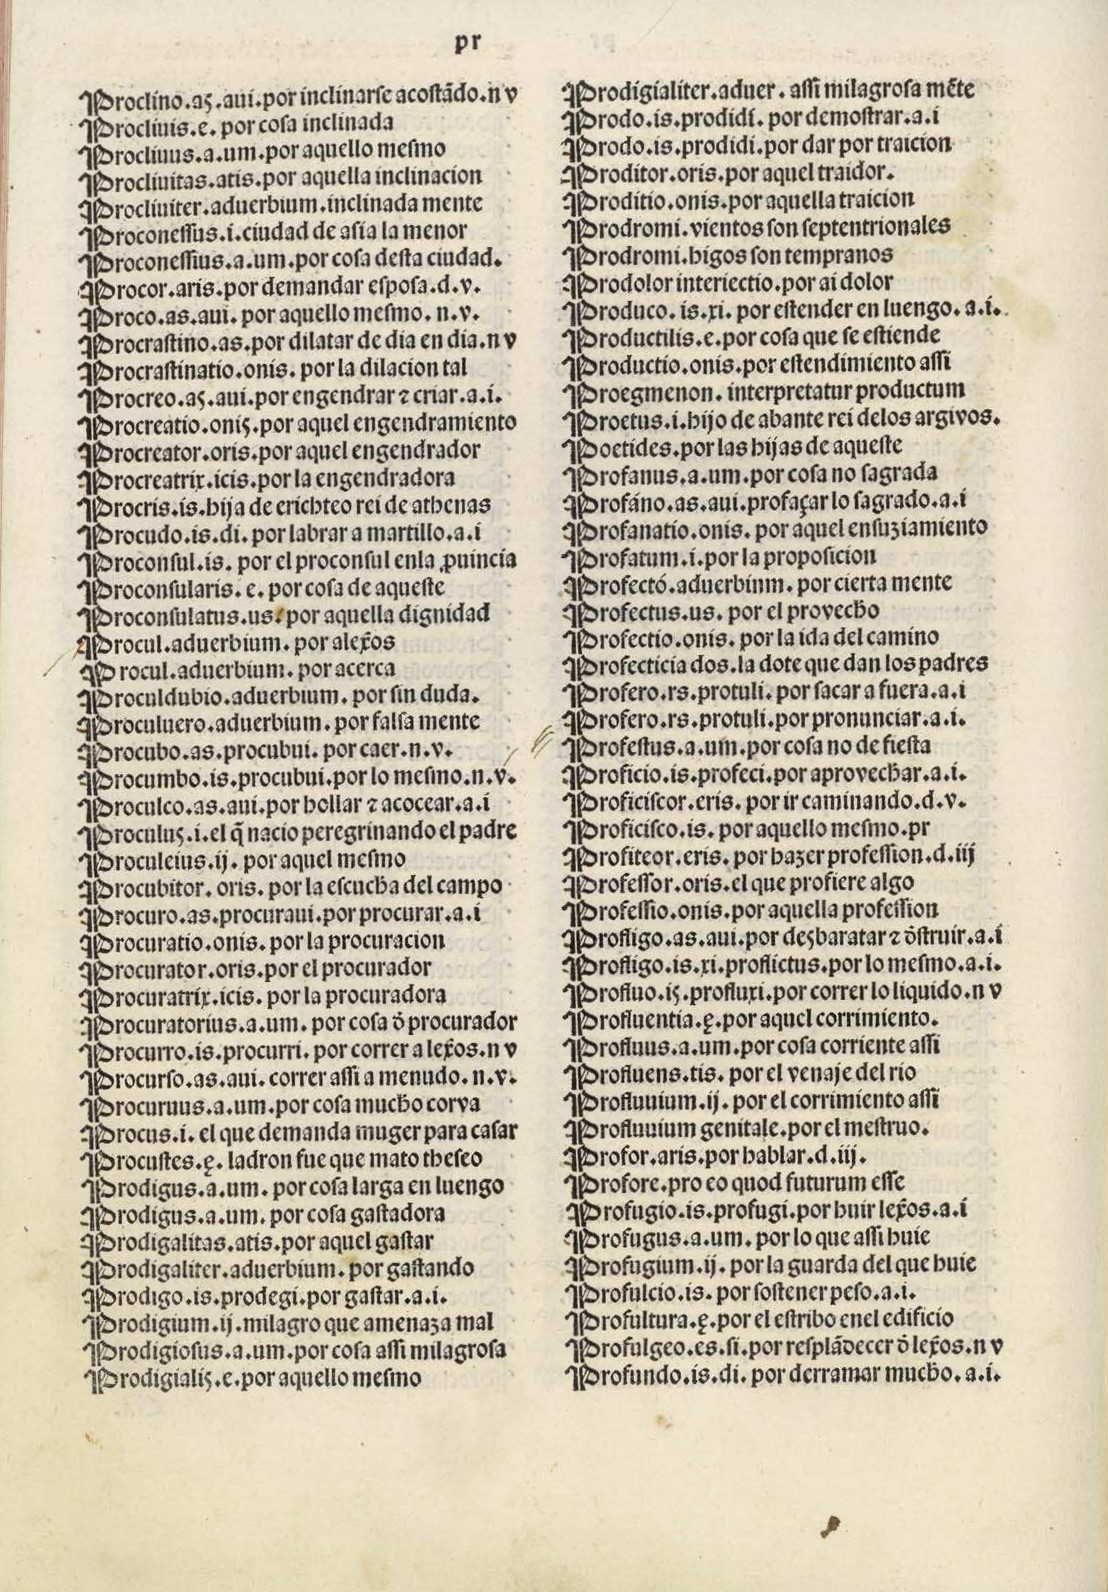 pr
¶Proclino.aς.aui.por inclinarse acostãdo.n v
¶Procliuis.e. por cosa inclinada
¶Procliuus.a.um.por aquello mesmo
¶Procliuitas.atis.por aquella inclinacion
¶Procliuiter.aduerbium.inclinada mente
¶Proconessus.i.ciudad de asia la menor
¶Proconessius.a.um.por cosa desta ciudad.
¶Procor.aris.por demandar esposa.d.v.
¶Proco.as.aui. por aquello mesmo. n.v.
¶Procrastino.as.por dilatar de dia en dia.n v
¶Procrastinatio.onis. por la dilacion tal
¶Procreo.aς.aui.por engendrar ⁊ criar.a.i.
¶Procreatio.oniς.por aquel engendramiento
¶Procreator.oris.por aquel engendrador
¶Procreatrix.icis.por la engendradora
¶Procris.is.hija de erichteo rei de athenas
¶Procudo.is.di. por labrar a martillo.a.i
¶Proconsul.is. por el proconsul enla ꝓuincia
¶Proconsularis. e. por cosa de aqueste
¶Proconsulatus.us.por aquella dignidad
¶Procul.aduerbium. por alex̃os
¶Procul.aduerbium. por acerca
¶Proculdubio.aduerbium. por sin duda.
¶Proculuero.aduerbium. por falsa mente
¶Procubo.as.procubui. por caer.n.v.
¶Procumbo.is.procubui.por lo mesmo.n.v.
¶Proculco.as.aui.por hollar ⁊ acocear.a.i
¶Proculuς.i.el q̃ nacio peregrinando el padre
¶Proculeius.ij. por aquel mesmo
¶Procubitor. oris. por la escucha del campo
¶Procuro.as.procuraui.por procurar.a.i
¶Procuratio.onis. por la procuracion
¶Procurator.oris.por el procurador
¶Procuratrix.icis. por la procuradora
¶Procuratorius.a.um. por cosa õ procurador
¶Procurro.is.procurri. por correr a lex̃os.n v
¶Procurso.as.aui. correr assi a menudo. n.v.
¶Procuruus.a.um.por cosa mucho corva
¶Procus.i. el que demanda muger para casar
¶Procustes.ę. ladron fue que mato theseo
¶Prodigus.a.um. por cosa larga en luengo
¶Prodigus.a.um. por cosa gastadora
¶Prodigalitas.atis.por aquel gastar
¶Prodigaliter.aduerbium.por gastando
¶Prodigo.is.prodegi.por gastar.a.i.
¶Prodigium.ij.milagro que amenaza mal
¶Prodigiosus.a.um.por cosa assi milagrosa
¶Prodigialiς.e.por aquello mesmo
¶Prodigialiter.aduer. assi milagrosa mẽte
¶Prodo.is.prodidi. por demostrar.a.i
¶Prodo.is.prodidi.por dar por traicion
¶Proditor.oris.por aquel traidor.
¶Proditio.onis.por aquella traicion
¶Prodromi.vientos son septentrionales
¶Prodromi.higos son tempranos
¶Prodolor interiectio.por ai dolor
¶Produco. is.xi. por estender en luengo. a.i.
¶Productilis.e.por cosa que se estiende
¶Productio.onis.por estendimiento assi
¶Proegmenon. interpretatur productum
¶Proetus.i.hijo de abante rei delos argivos.
¶Poetides.por las hijas de aqueste
¶Profanus.a.um.por cosa no sagrada
¶Profáno.as.aui.profaçar lo sagrado.a.i
¶Profanatio.onis. por aquel ensuziamiento
¶Profatum.i.por la proposicion
¶Profectó.aduerbium. por cierta mente
¶Profectus.us. por el provecho
¶Profectio.onis. por la ida del camino
¶Profecticia dos.la dote que dan los padres
¶Profero.rs.protuli. por sacar a fuera.a.i
¶Profero.rs.protuli.por pronunciar.a.i.
¶Profestus.a.um.por cosa no de fiesta
¶Proficio.is.profeci.por aprovechar.a.i.
¶Proficiscor.eris. por ir caminando.d.v.
¶Proficisco.is. por aquello mesmo.pr
¶Profiteor.eris. por hazer profession.d.iij
¶Professor.oris.el que profiere algo
¶Professio.onis.por aquella profession
¶Profligo.as.aui.por deςbaratar ⁊ õstruir.a.i
¶Profligo.is.xi.proflictus.por lo mesmo.a.i.
¶Profluo.iς.profluxi.por correr lo liquido.n v
¶Profluentia.ę.por aquel corrimiento.
¶Profluus.a.um.por cosa corriente assi
¶Profluens.tis. por el venaje del rio
¶Profluuium.ij. por el corrimiento assi
¶Profluuium genitale.por el mestruo.
¶Profor.aris.por hablar.d.iij.
¶Profore.pro eo quod futurum esse
¶Profugio.is.profugi.por huir lex̃os.a.i
¶Profugus.a.um. por lo que assi huie
¶Profugium.ij. por la guarda del que huie
¶Profulcio.is. por sostener peso.a.i.
¶Profultura.ę.por el estribo enel edificio
¶Profulgeo.es.si.por resplãdecer õ lex̃os.n v
¶Profundo.is.di. por derramar mucho. a.i.